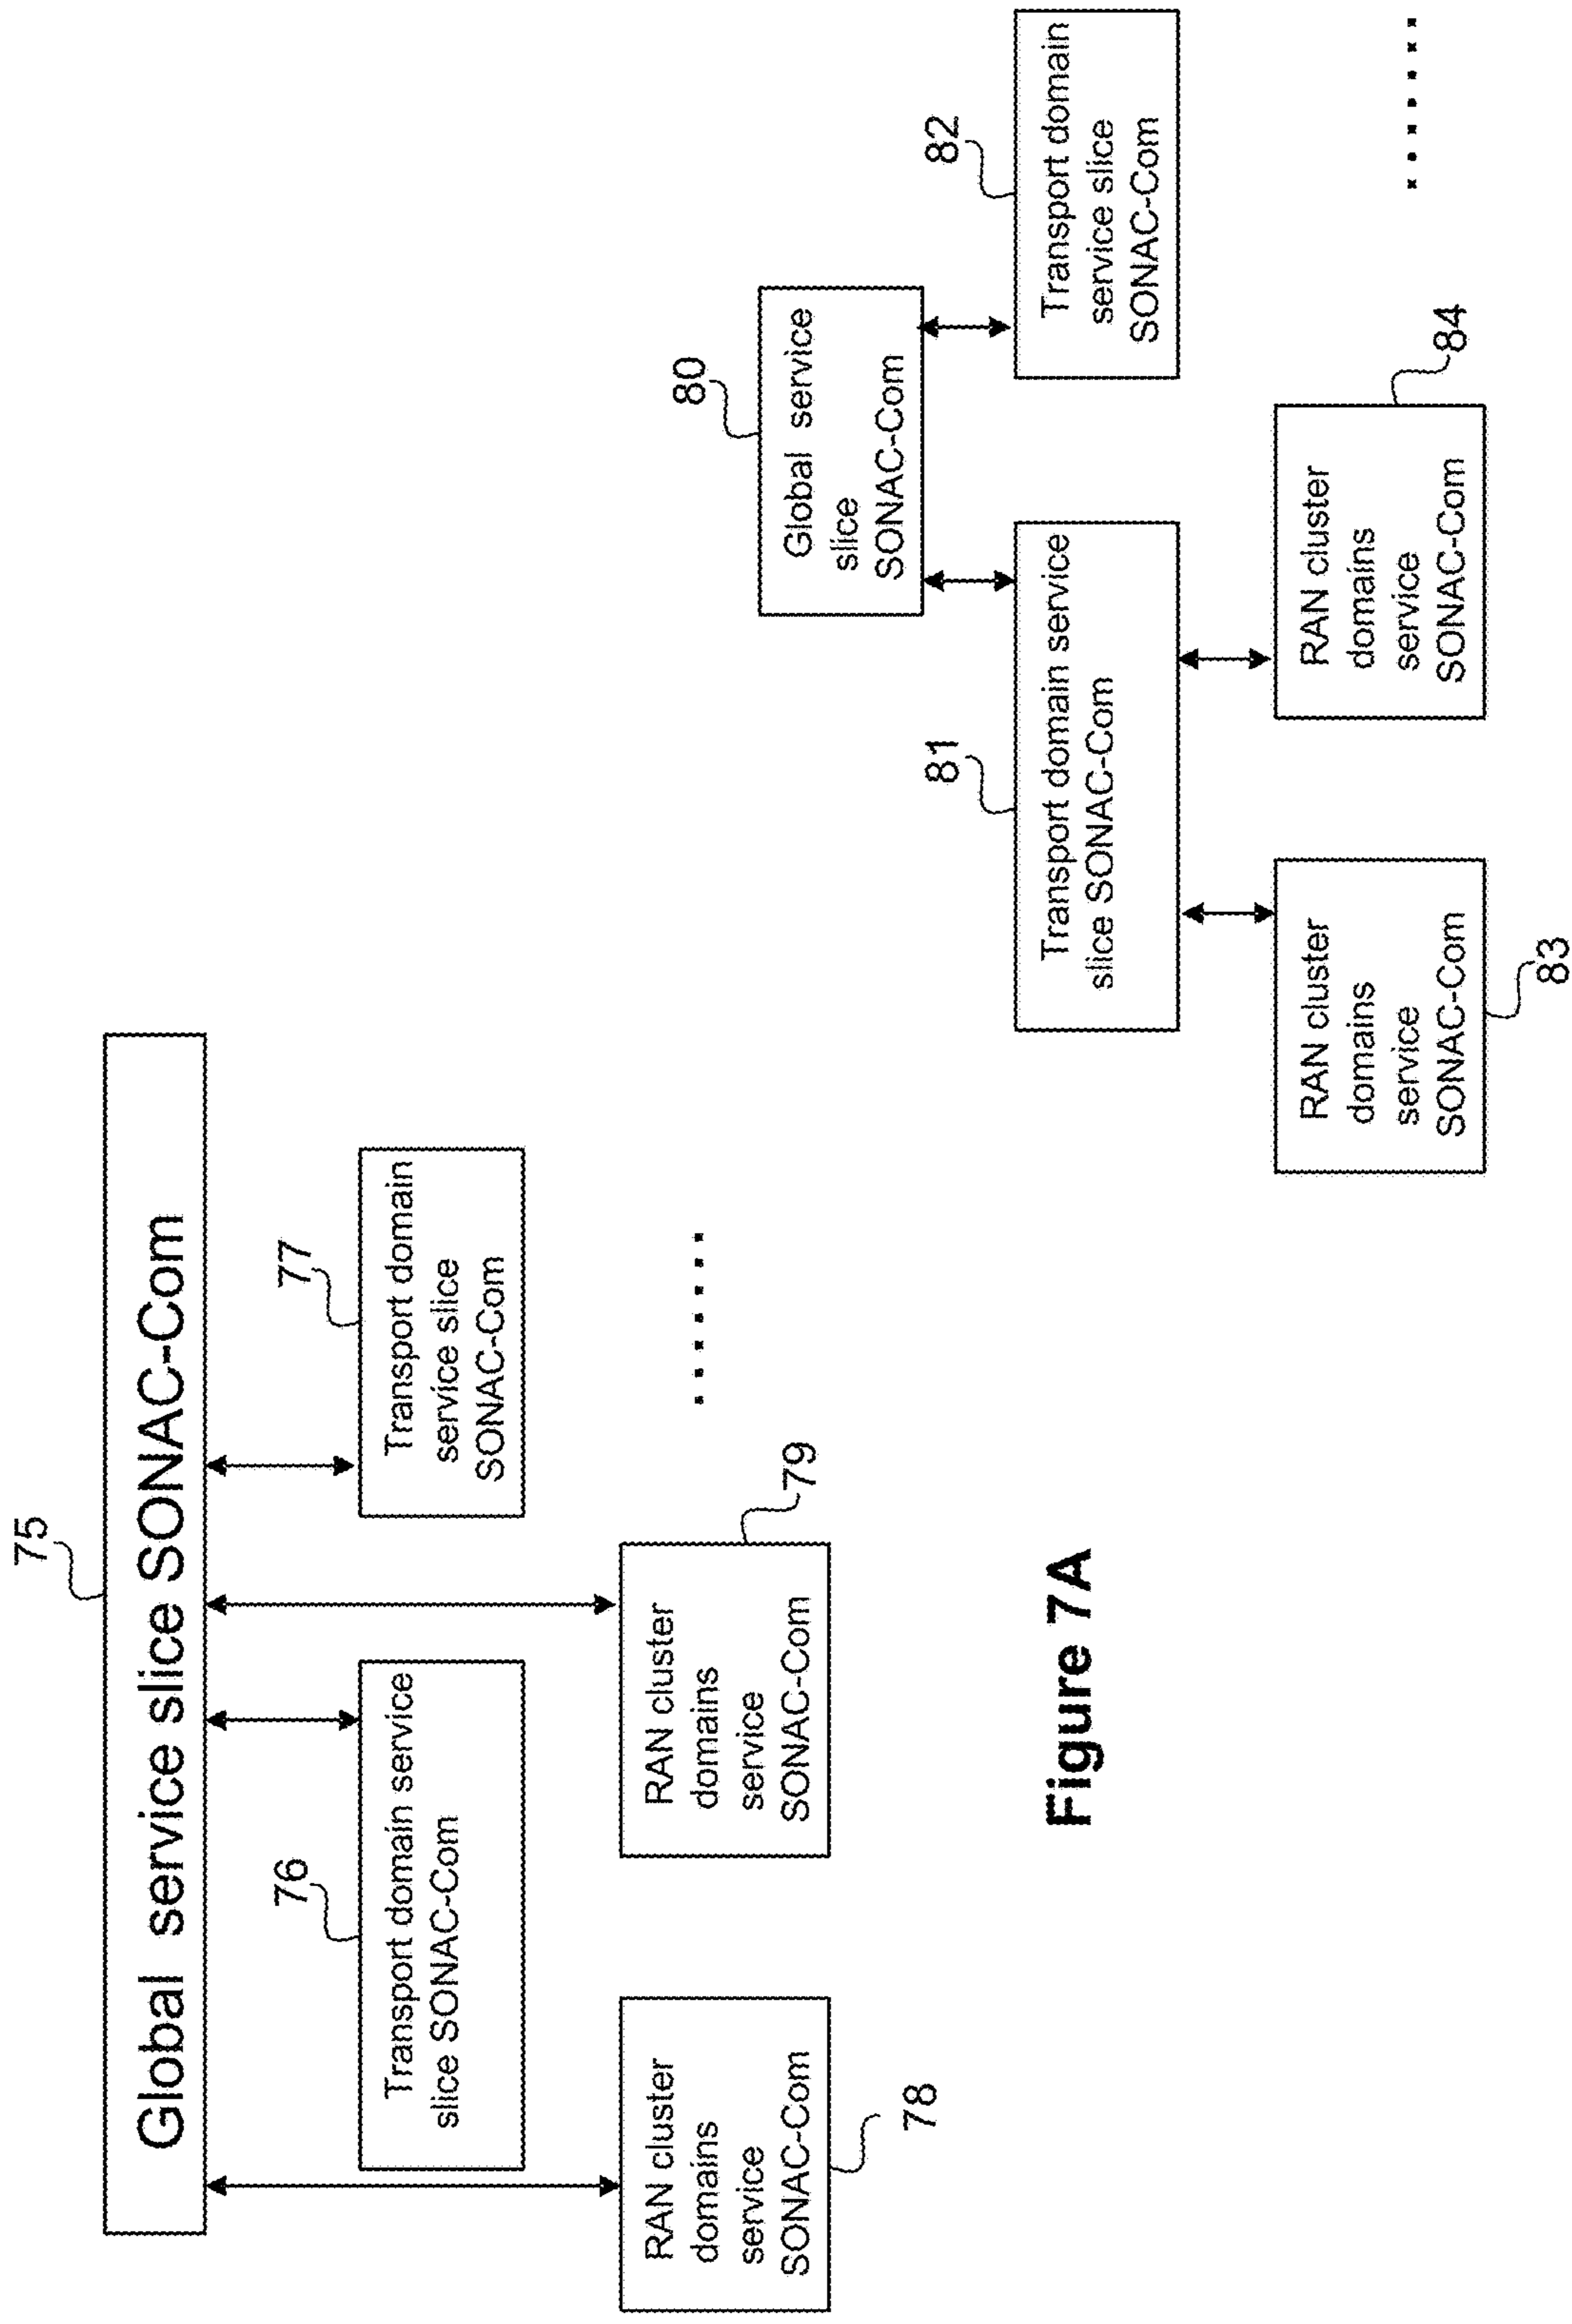 75
Global service slice SONAC-Com
76
Transport domain service
slice SONAC-Com
77
Transport domain
service slice
SONAC-Com
RAN cluster
domains
service
SONAC-Com
78
RAN cluster
domains
service
SONAC-Com
79
.......
Figure 7A
80
Global service
slice
SONAC-Com
81
Transport domain service
slice SONAC-Com
82
Transport domain
service slice
SONAC-Com
RAN cluster
domains
service
SONAC-Com
83
RAN cluster
domains
service
SONAC-Com
84
.......